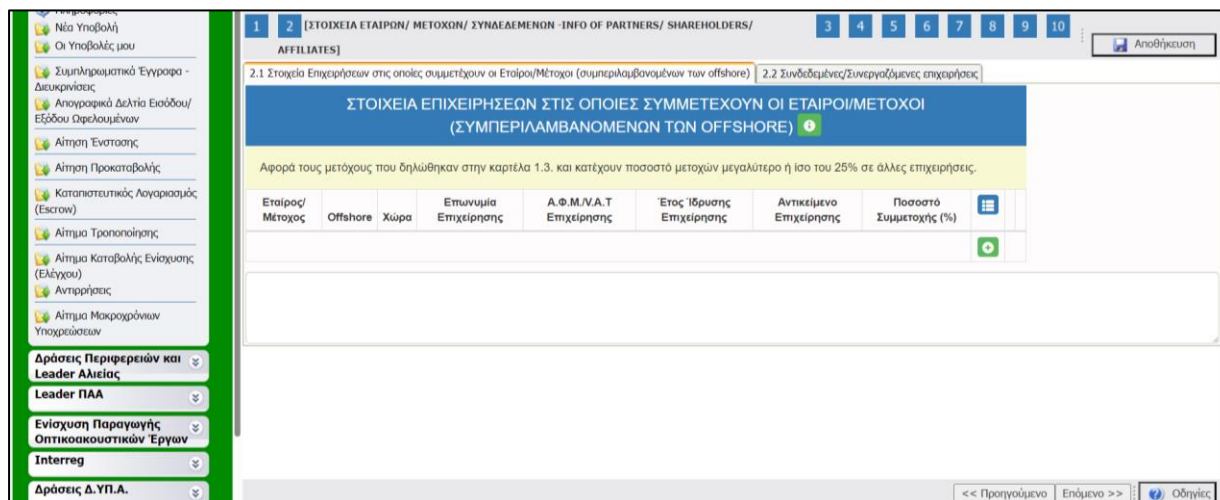 Πληροφορίες
Νέα Υποβολή
Οι Υποβολές μου
Συμπληρωματικά Έγγραφα -
Διευκρινίσεις
Απογραφικά Δελτία Εισόδου/
Εξόδου Ωφελουμένων
Αίτηση Ένστασης
Αίτηση Προκαταβολής
Καταπιστευτικός Λογαριασμός
(Escrow)
Αίτημα Τροποποίησης
Αίτημα Καταβολής Ενίσχυσης
(Ελέγχου)
Αντιρρήσεις
Αίτημα Μακροχρόνιων
Υποχρεώσεων
Δράσεις Περιφερειών και
Leader Αλιείας
Leader ΠΑΑ
Ενίσχυση Παραγωγής
Οπτικοακουστικών Έργων
Interreg
Δράσεις Δ.ΥΠ.Α.
1 2 [ΣΤΟΙΧΕΙΑ ΕΤΑΙΡΩΝ/ ΜΕΤΟΧΩΝ/ ΣΥΝΔΕΔΕΜΕΝΩΝ -INFO OF PARTNERS/ SHAREHOLDERS/
AFFILIATES]
3 4 5 6 7 8 9 10
Αποθήκευση
2.1 Στοιχεία Επιχειρήσεων στις οποίες συμμετέχουν οι Εταίροι/Μέτοχοι (συμπεριλαμβανομένων των offshore) 2.2 Συνδεδεμένες/Συνεργαζόμενες επιχειρήσεις
ΣΤΟΙΧΕΙΑ ΕΠΙΧΕΙΡΗΣΕΩΝ ΣΤΙΣ ΟΠΟΙΕΣ ΣΥΜΜΕΤΕΧΟΥΝ ΟΙ ΕΤΑΙΡΟΙ/ΜΕΤΟΧΟΙ
(ΣΥΜΠΕΡΙΛΑΜΒΑΝΟΜΕΝΩΝ ΤΩΝ OFFSHORE)
Αφορά τους μετόχους που δηλώθηκαν στην καρτέλα 1.3. και κατέχουν ποσοστό μετοχών μεγαλύτερο ή ίσο του 25% σε άλλες επιχειρήσεις.
Εταίρος/ Επωνυμία Α.Φ.Μ./V.A.T Έτος Ίδρυσης Αντικείμενο Ποσοστό
Μέτοχος Offshore Χώρα Επιχείρησης Επιχείρησης Επιχείρησης Επιχείρησης Συμμετοχής (%)
<< Προηγούμενο Επόμενο >> Οδηγίες